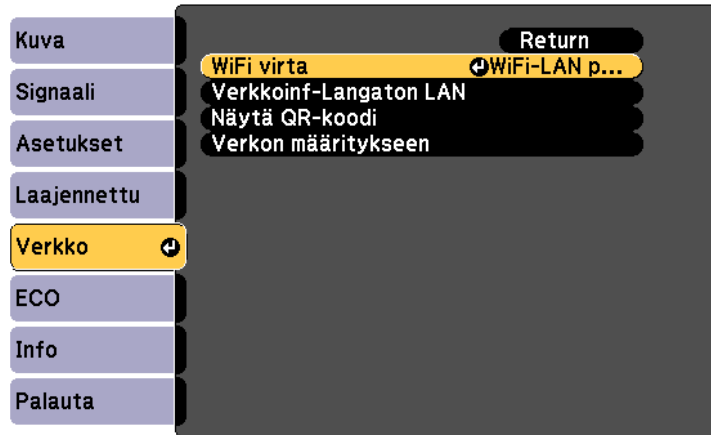 Kuva
Signaali
Asetukset
Laajennettu
Verkko
ECO
Info
Palauta
Return
WiFi virta WiFi-LAN p...
Verkkoinf-Langaton LAN
Näytä QR-koodi
Verkon määritykseen